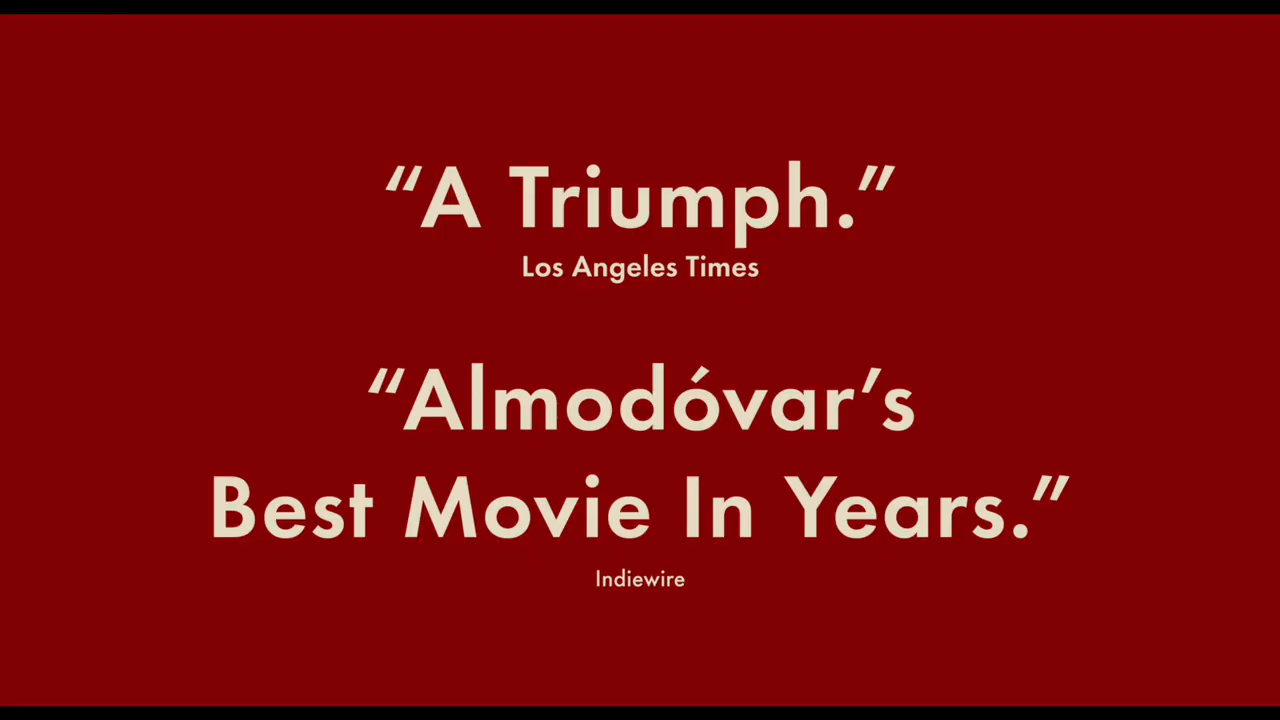 “A Triumph.”
Los Angeles Times
“Almodóvar’s
Best Movie In Years.”
Indiewire